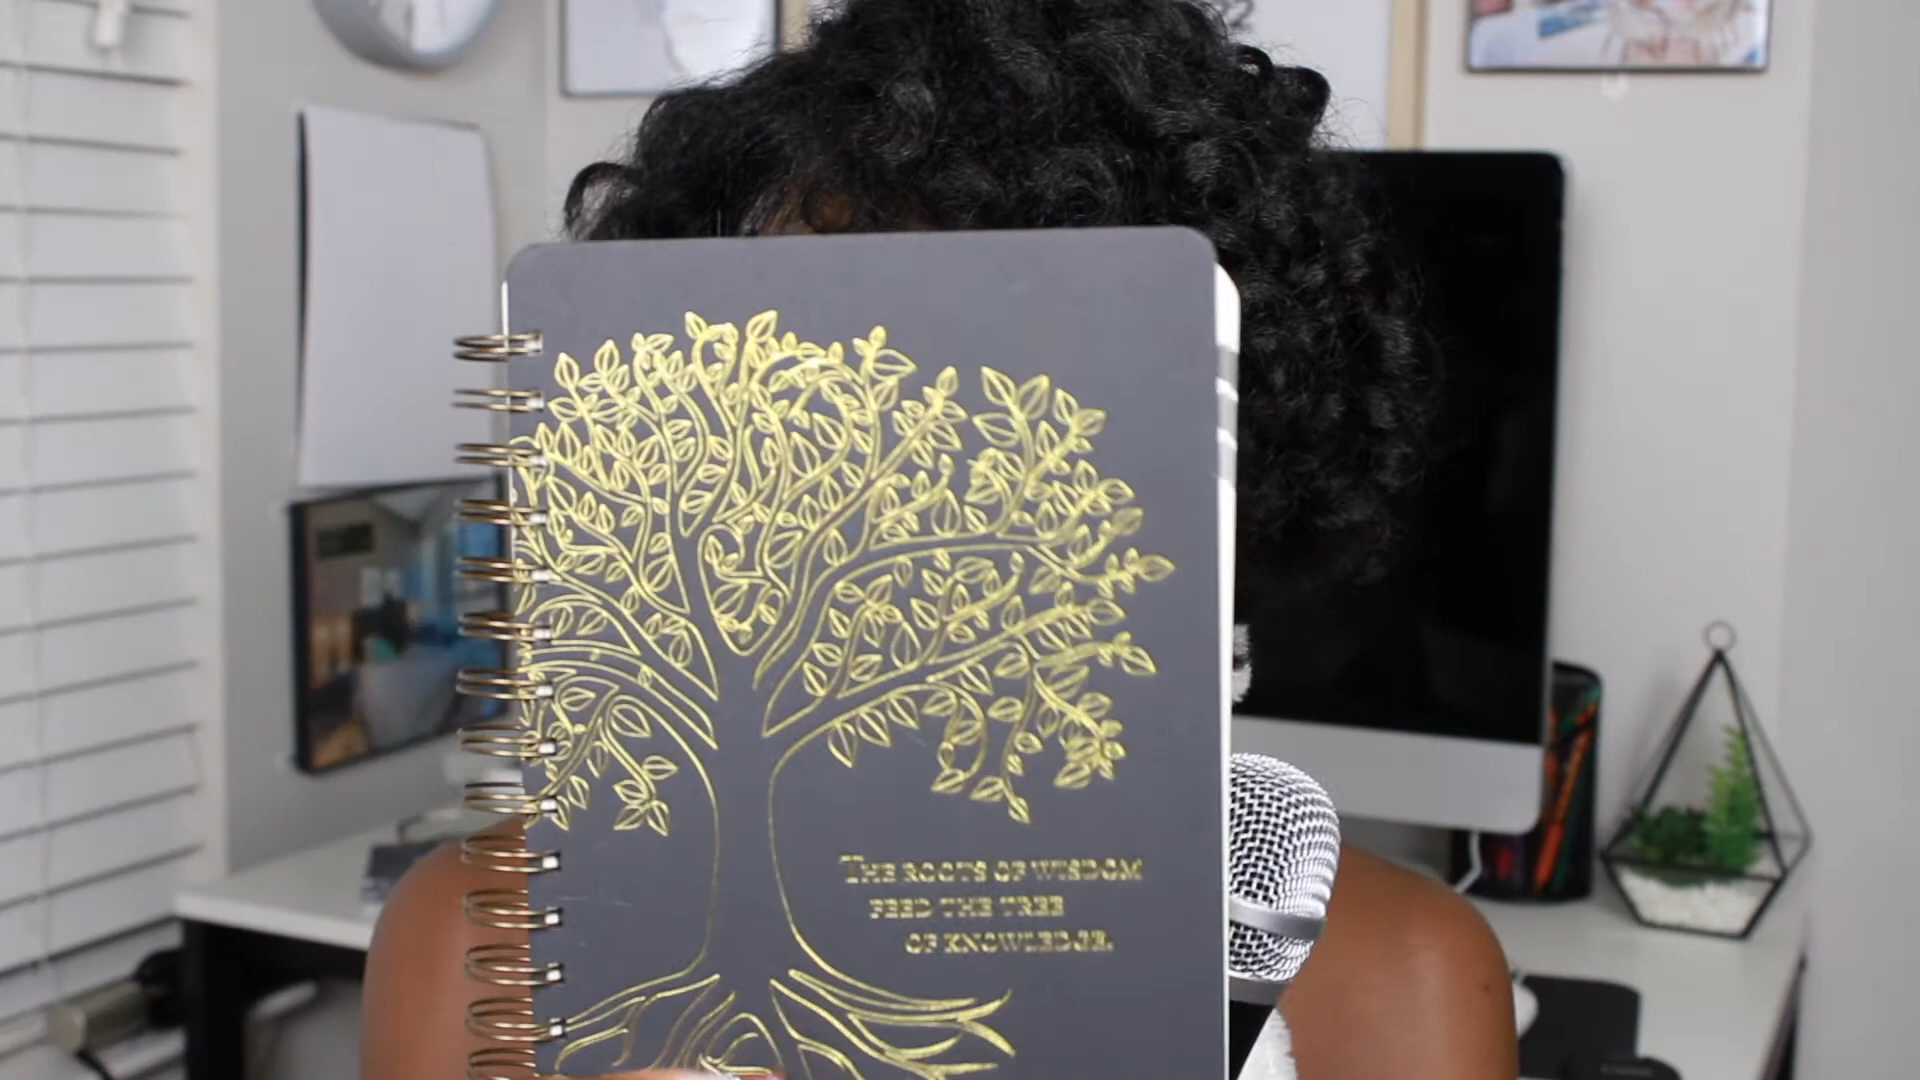 THE ROOTS OF WISDOM
FEED THE TREE
OF KNOWLEDGE.